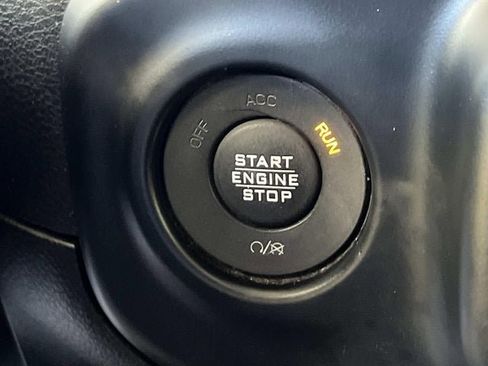 OFF
ACC
RUN
START
ENGINE
STOP